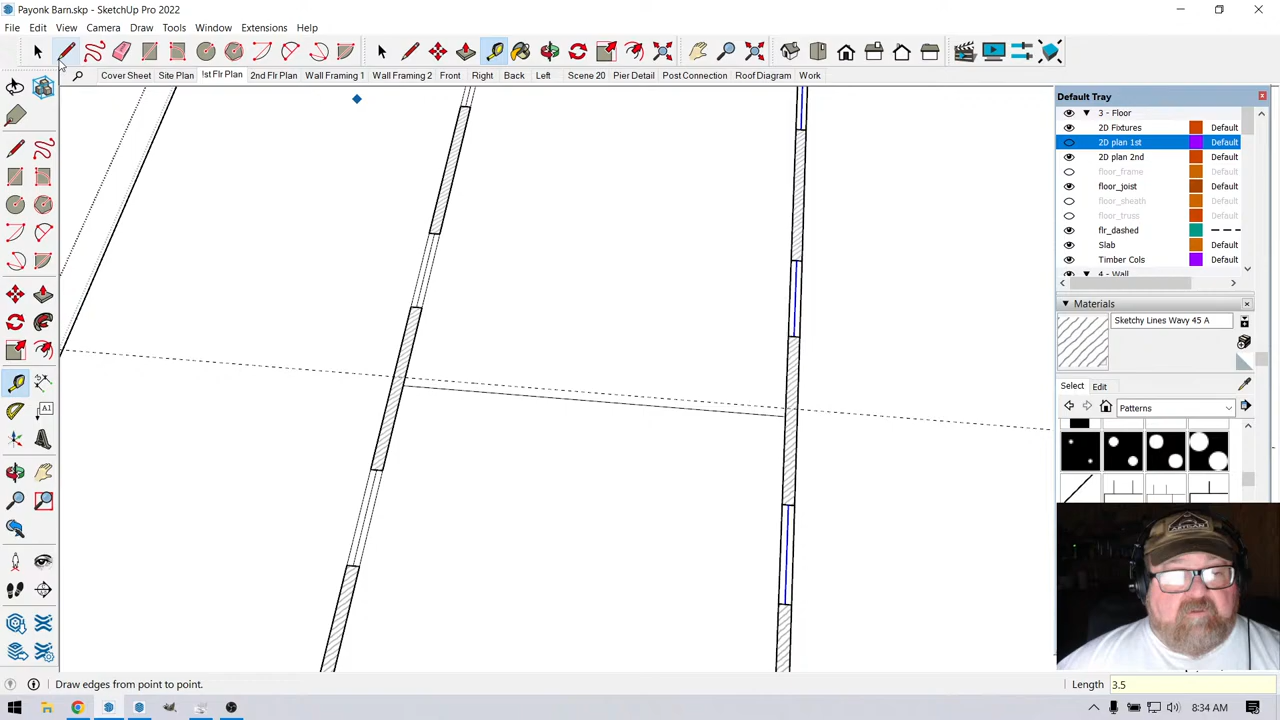 Payonk Barn.skp - SketchUp Pro 2022
File Edit View Camera Draw Tools Window Extensions Help
Cover Sheet Site Plan 1st Flr Plan 2nd Flr Plan Wall Framing 1 Wall Framing 2 Front Right Back Left Scene 20 Pier Detail Post Connection Roof Diagram Work
Default Tray
3 - Floor
2D Fixtures Default
2D plan 1st Default
2D plan 2nd Default
floor_frame Default
floor_joist Default
floor_sheath Default
floor_truss Default
flr_dashed
Slab Default
Timber Cols Default
4 - Wall
Materials
Sketchy Lines Wavy 45 A
Select Edit
Patterns
A1
ARTISAN
Draw edges from point to point.
Length 3.5
8:34 AM